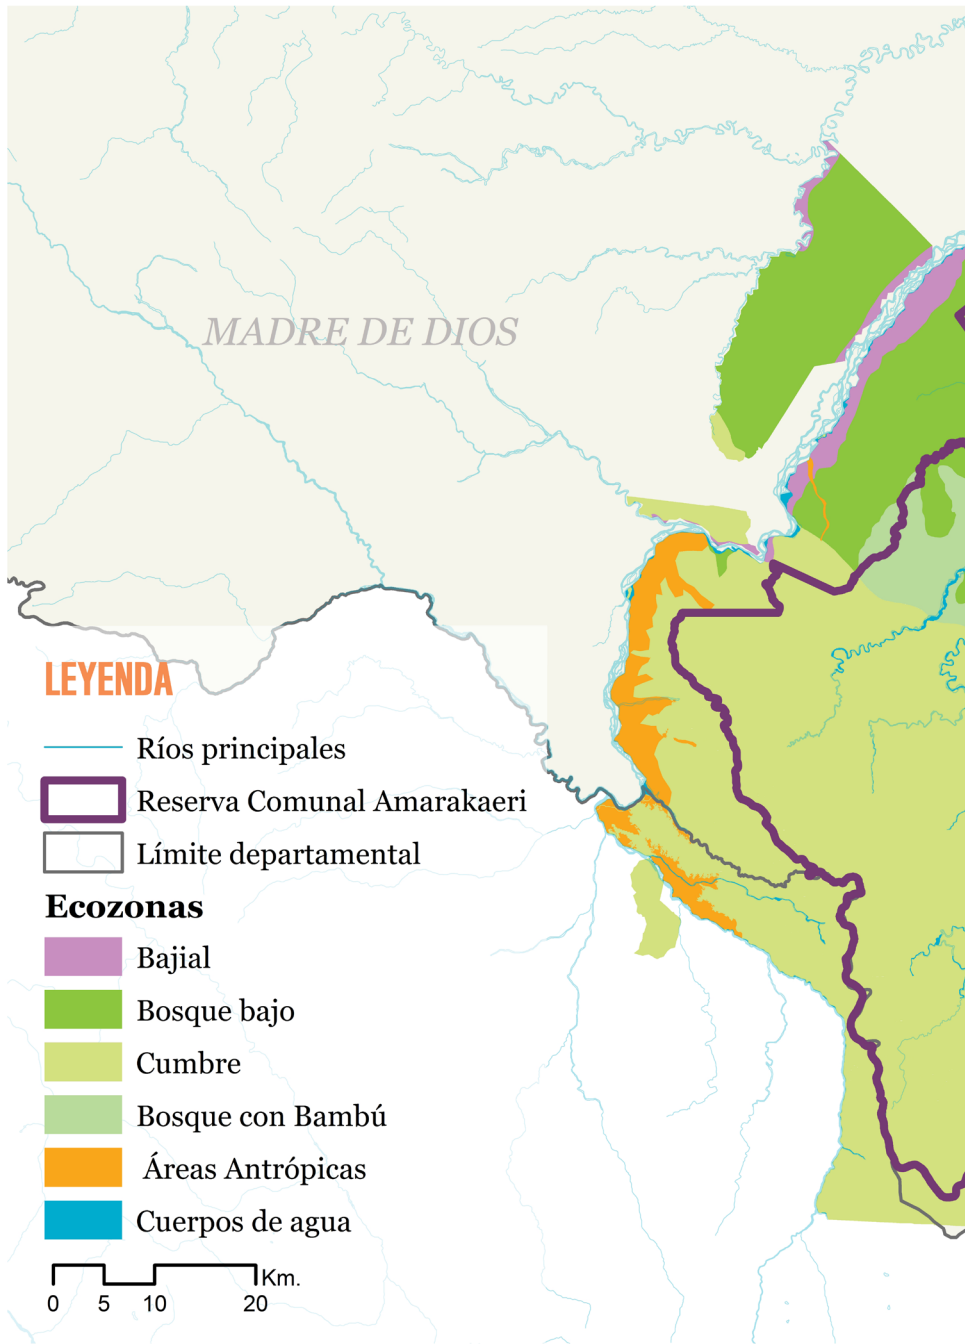 MADRE DE DIOS
LEYENDA
Ríos principales
Reserva Comunal Amarakaeri
Límite departamental
Ecozonas
Bajial
Bosque bajo
Cumbre
Bosque con Bambú
Áreas Antrópicas
Cuerpos de agua
Km.
0 5 10 20